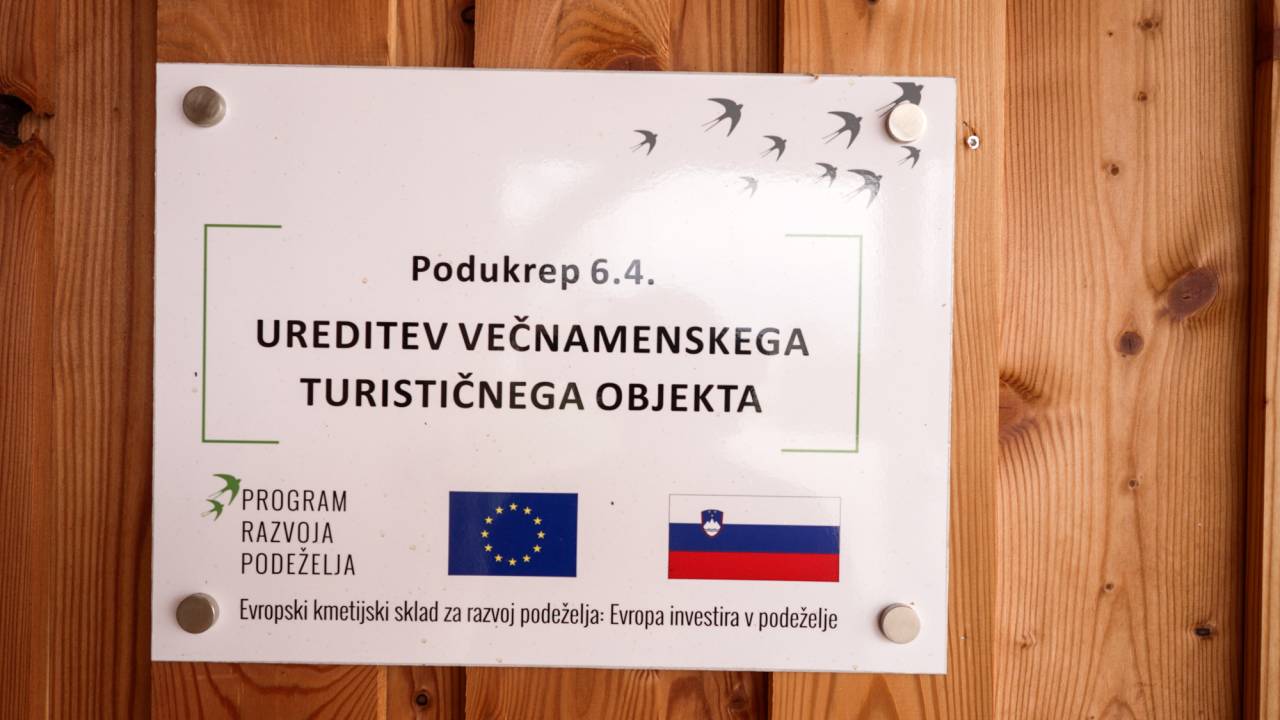 Podukrep 6.4.
UREDITEV VEČNAMENSKEGA
TURISTIČNEGA OBJEKTA
PROGRAM
RAZVOJA
PODEŽELJA
Evropski kmetijski sklad za razvoj podeželja: Evropa investira v podeželje